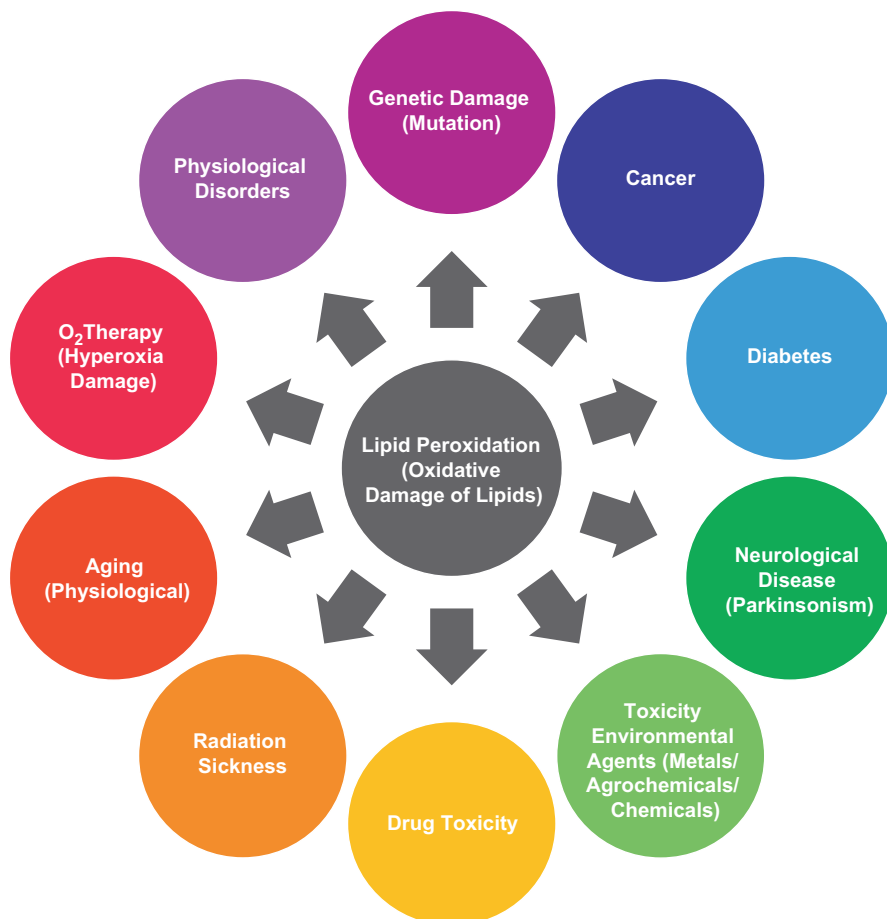 Genetic Damage
(Mutation)
Cancer
Diabetes
Neurological
Disease
(Parkinsonism)
Toxicity
Environmental
Agents (Metals/
Agrochemicals/
Chemicals)
Drug Toxicity
Radiation
Sickness
Aging
(Physiological)
O₂Therapy
(Hyperoxia
Damage)
Physiological
Disorders
Lipid Peroxidation
(Oxidative
Damage of Lipids)